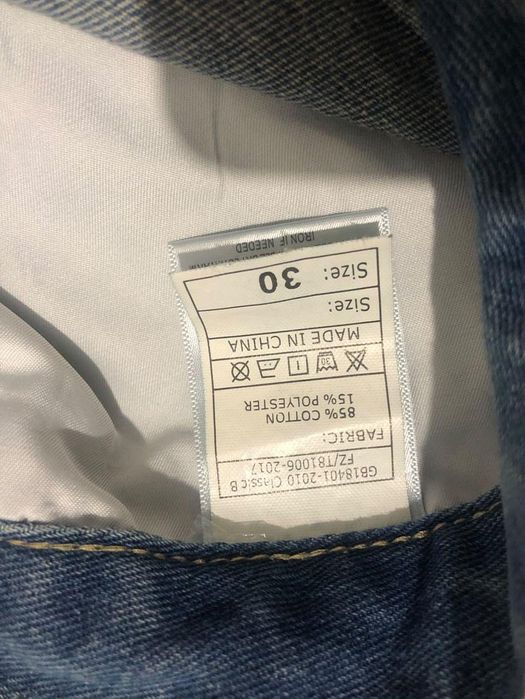 GB18401-2010 Class:c B
FZ/T81006-2017
FABRIC:
85% COTTON
15% POLYESTER
30
MADE IN CHINA
Size:
Size: 30
IRON IF NEEDED